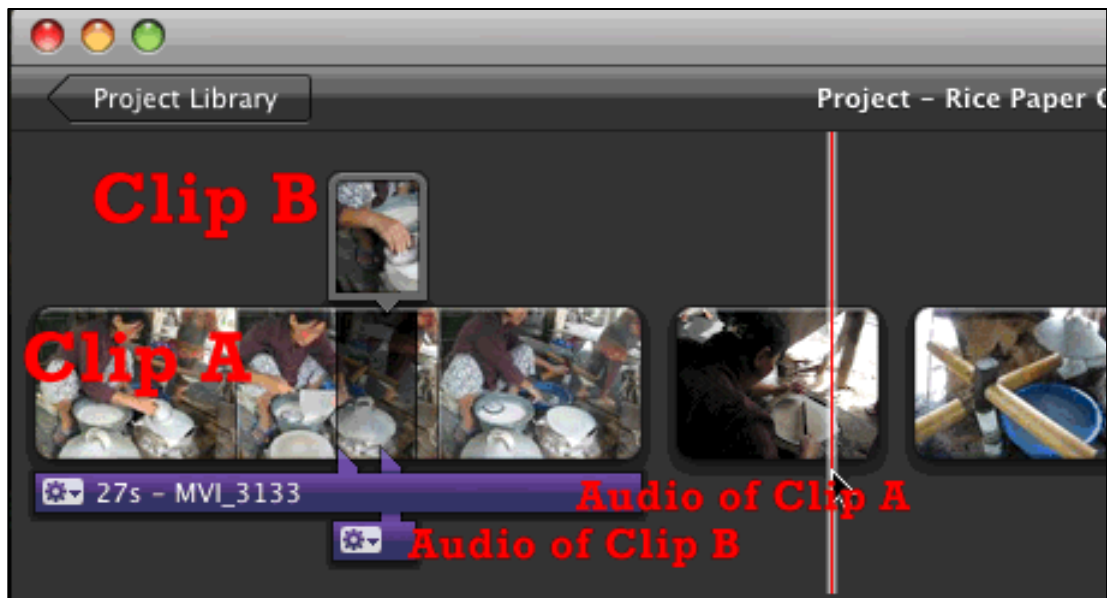 Project Library
Project – Rice Paper
Clip B
Clip A
27s – MVI_3133
Audio of Clip A
Audio of Clip B